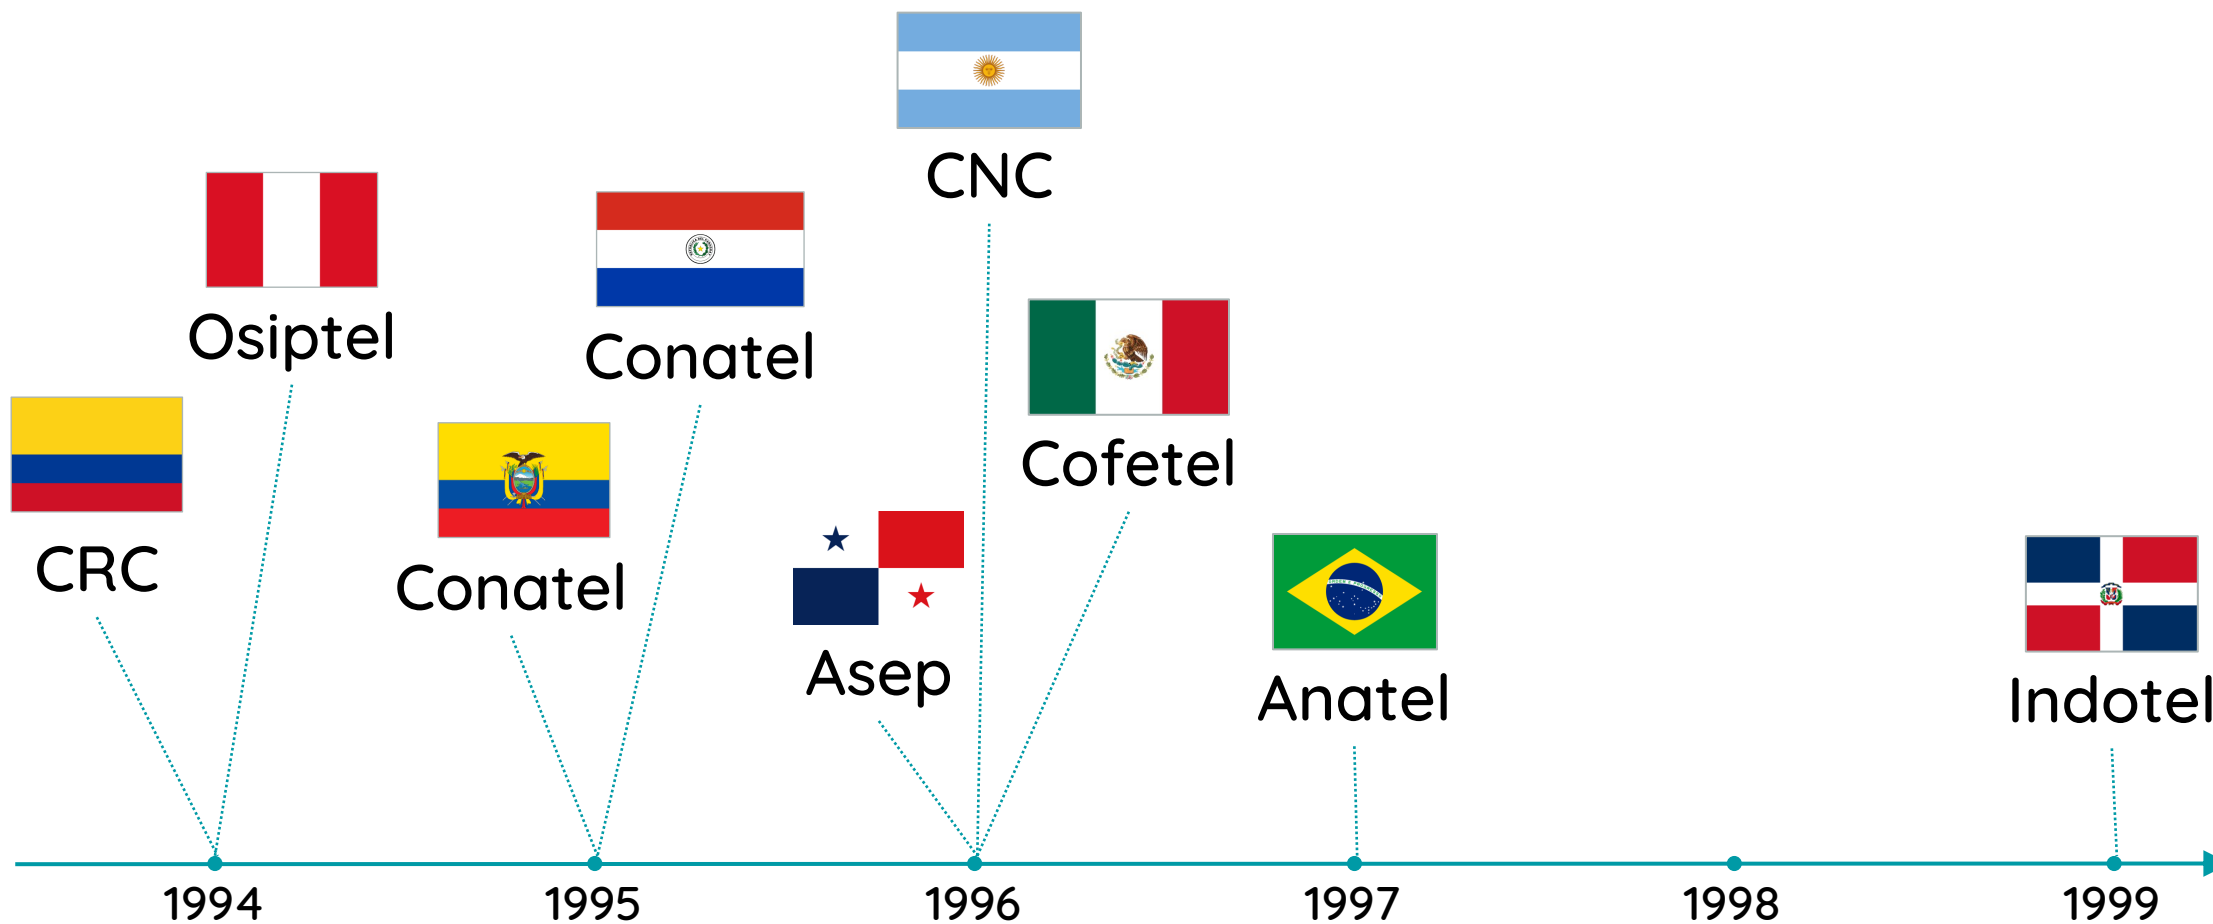 CNC
Osiptel
Conatel
Cofetel
CRC
Conatel
Asep
Anatel
Indotel
1994
1995
1996
1997
1998
1999